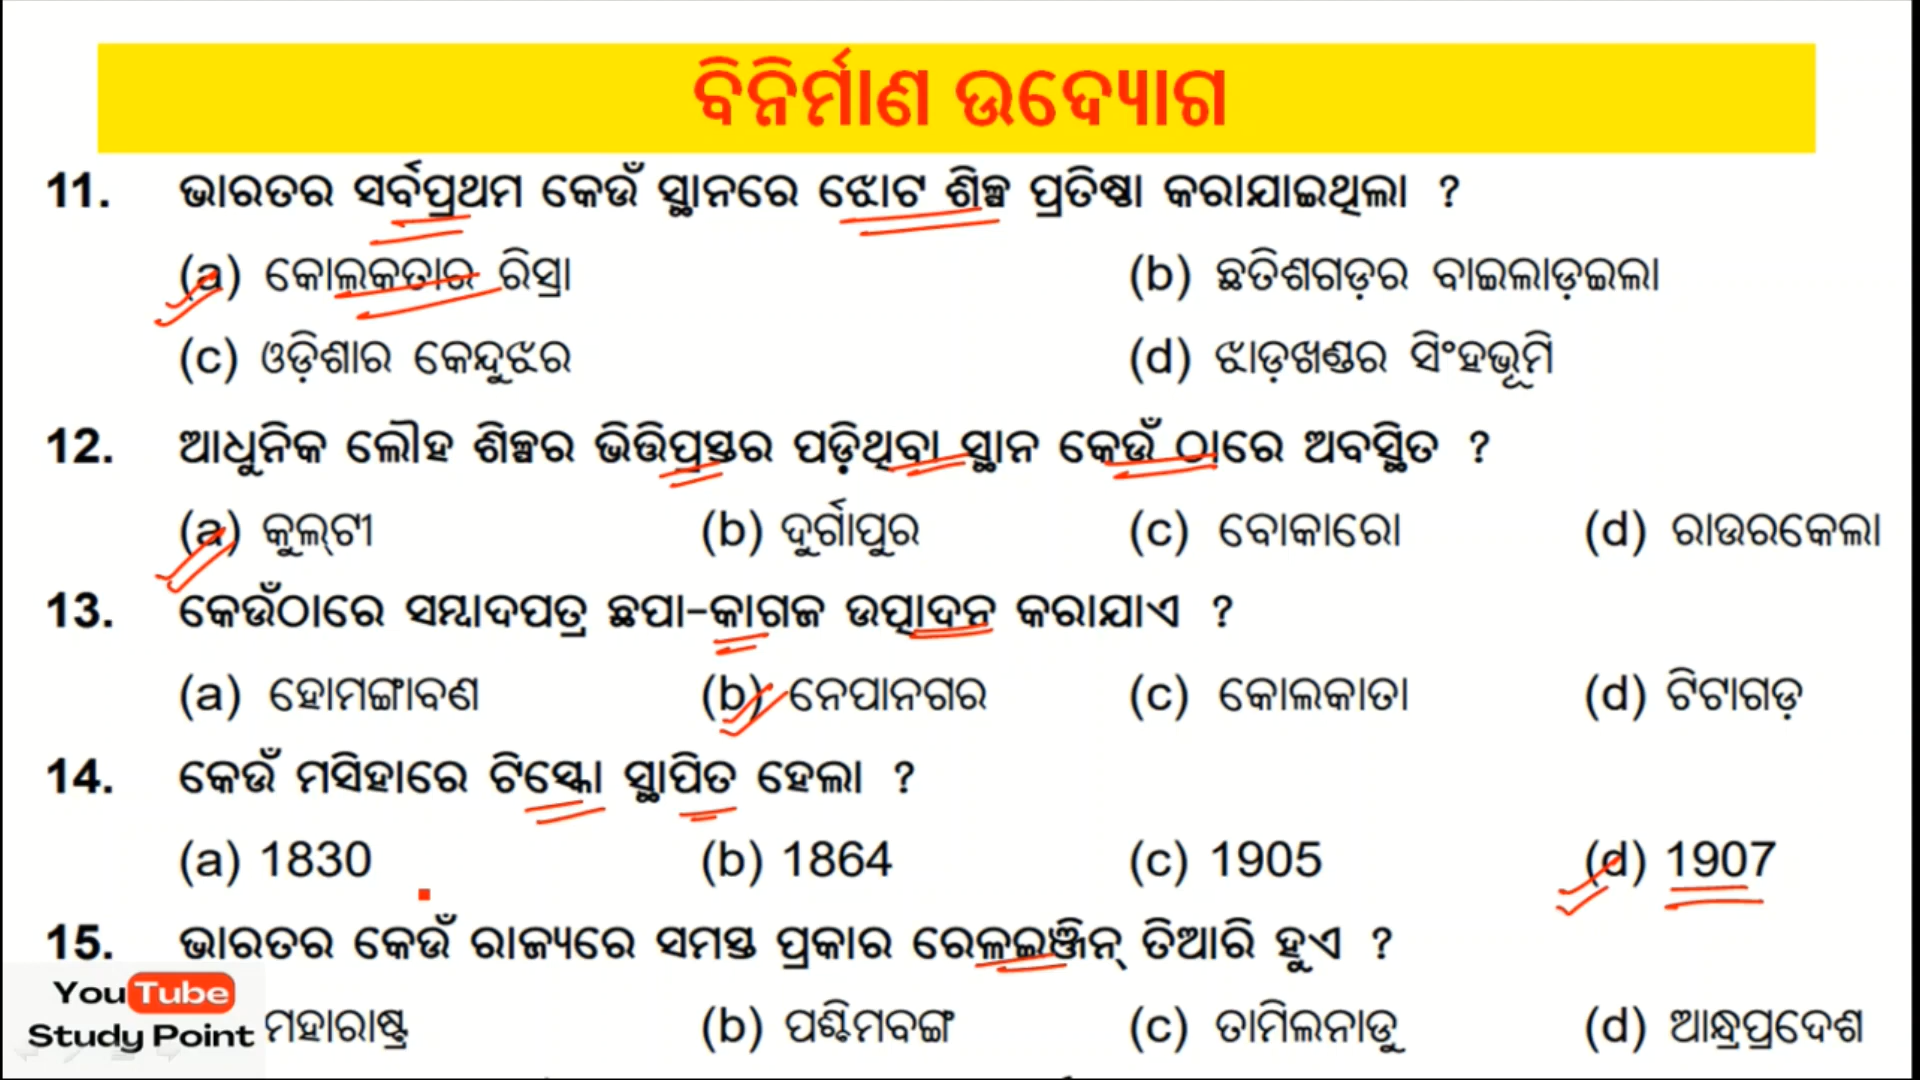 ବିନିର୍ମାଣ ଉଦ୍ୟୋଗ
11. ଭାରତର ସର୍ବପ୍ରଥମ କେଉଁ ସ୍ଥାନରେ ଝୋଟ ଶିଳ୍ପ ପ୍ରତିଷ୍ଠା କରାଯାଇଥିଲା ?
(a) କୋଲକତାର ରିସ୍ରା (b) ଛତିଶଗଡ଼ର ବାଇଲାଡ଼ଇଲା
(c) ଓଡ଼ିଶାର କେନ୍ଦୁଝର (d) ଝାଡ଼ଖଣ୍ଡର ସିଂହଭୂମି
12. ଆଧୁନିକ ଲୌହ ଶିଳ୍ପର ଭିତ୍ତିପ୍ରସ୍ତର ପଡ଼ିଥିବା ସ୍ଥାନ କେଉଁ ଠାରେ ଅବସ୍ଥିତ ?
(a) କୁଲ୍‌ଟୀ (b) ଦୁର୍ଗାପୁର (c) ବୋକାରୋ (d) ରାଉରକେଲା
13. କେଉଁଠାରେ ସମ୍ବାଦପତ୍ର ଛପା-କାଗଜ ଉତ୍ପାଦନ କରାଯାଏ ?
(a) ହୋମଙ୍ଗାବଣ (b) ନେପାନଗର (c) କୋଲକାତା (d) ଟିଟାଗଡ଼
14. କେଉଁ ମସିହାରେ ଟିସ୍କୋ ସ୍ଥାପିତ ହେଲା ?
(a) 1830 (b) 1864 (c) 1905 (d) 1907
15. ଭାରତର କେଉଁ ରାଜ୍ୟରେ ସମସ୍ତ ପ୍ରକାର ରେଳଇଞ୍ଜିନ୍ ତିଆରି ହୁଏ ?
ମହାରାଷ୍ଟ୍ର (b) ପଶ୍ଚିମବଙ୍ଗ (c) ତାମିଲନାଡୁ (d) ଆନ୍ଧ୍ରପ୍ରଦେଶ
YouTube
Study Point